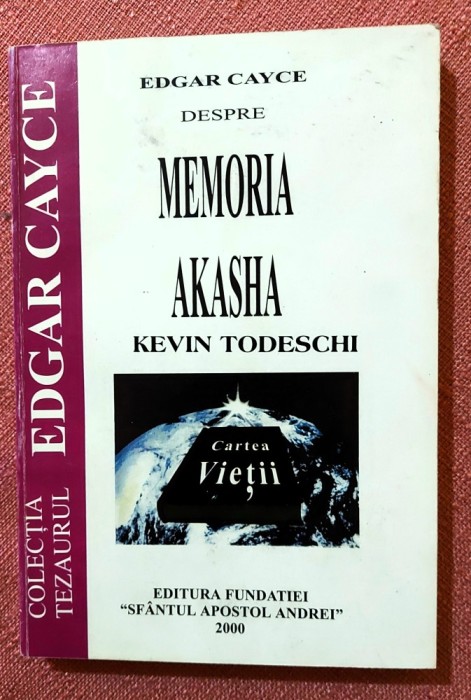 EDGAR CAYCE
DESPRE
MEMORIA
AKASHA
KEVIN TODESCHI
Cartea
Vieții
EDITURA FUNDATIEI
“SFÂNTUL APOSTOL ANDREI”
2000
COLECȚIA
TEZAURUL
EDGAR CAYCE